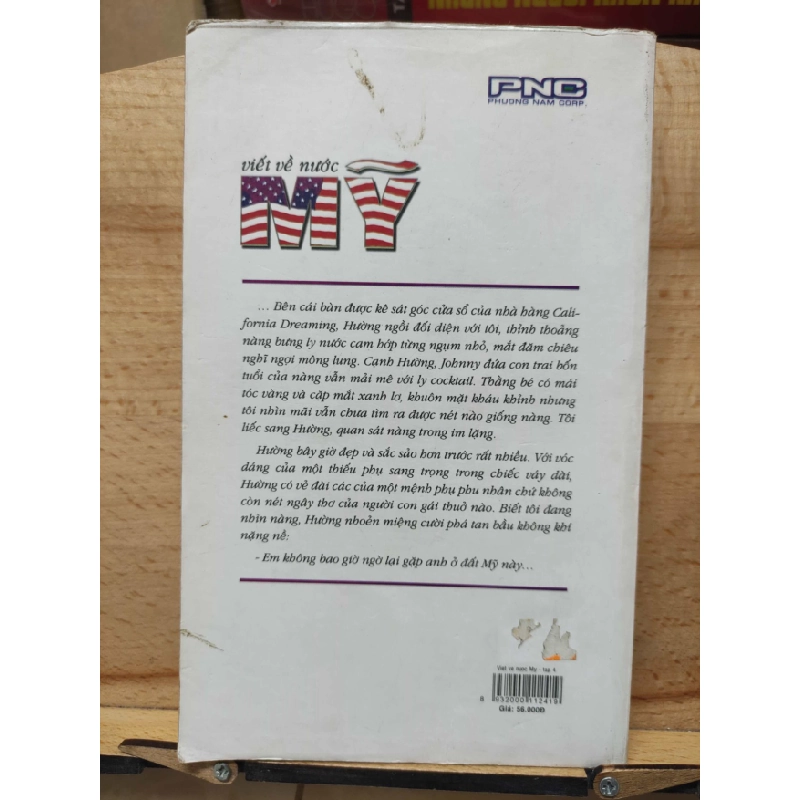 PNC
PHUONG NAM CORP.
viết về nước
MỸ
... Bên cái bàn được kê sát góc cửa sổ của nhà hàng Cali-
fornia Dreaming, Hường ngồi đối diện với tôi, thỉnh thoảng
nàng bưng ly nước cam hớp từng ngụm nhỏ, mắt đăm chiêu
nghĩ ngợi mông lung. Cạnh Hường, Johnny đứa con trai bốn
tuổi của nàng vẫn mải mê với ly cocktail. Thằng bé có mái
tóc vàng và cặp mắt xanh lơ, khuôn mặt kháu khỉnh nhưng
tôi nhìn mãi vẫn chưa tìm ra được nét nào giống nàng. Tôi
liếc sang Hường, quan sát nàng trong im lặng.
Hường bây giờ đẹp và sắc sảo hơn trước rất nhiều. Với vóc
dáng của một thiếu phụ sang trọng trong chiếc váy dài,
Hường có vẻ đài các của một mệnh phụ phu nhân chứ không
còn nét ngây thơ của người con gái thuở nào. Biết tôi đang
nhìn nàng, Hường nhoẻn miệng cười phá tan bầu không khí
nặng nề:
- Em không bao giờ ngờ lại gặp anh ở đất Mỹ này...
Giá: 56.000Đ